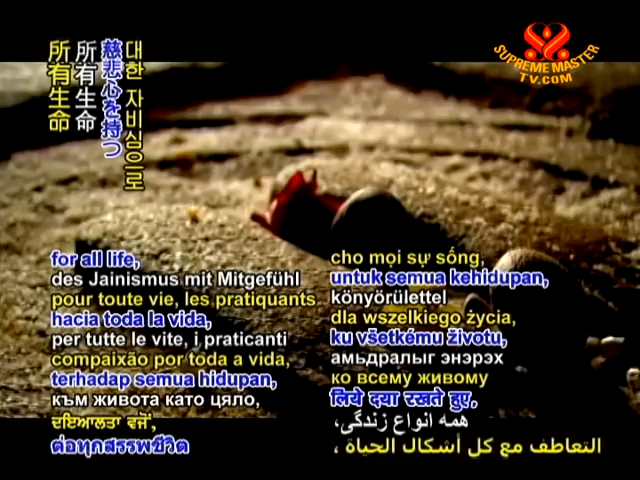 SUPREME MASTER
TV.COM
대한 자비심으로
慈悲心を持つ
所有生命
所有生命
for all life,
des Jainismus mit Mitgefühl
pour toute vie, les pratiquants
hacia toda la vida,
per tutte le vite, i praticanti
compaixão por toda a vida,
terhadap semua hidupan,
към живота като цяло,
ਦਇਆਲਤਾ ਵਜੋਂ,
ต่อทุกสรรพชีวิต
cho mọi sự sống,
untuk semua kehidupan,
könyörülettel
dla wszelkiego życia,
ku všetkému životu,
амьдралыг энэрэх
ко всему живому
लिये दया रखते हुए,
همه انواع زندگی،
التعاطف مع كل أشكال الحياة ،